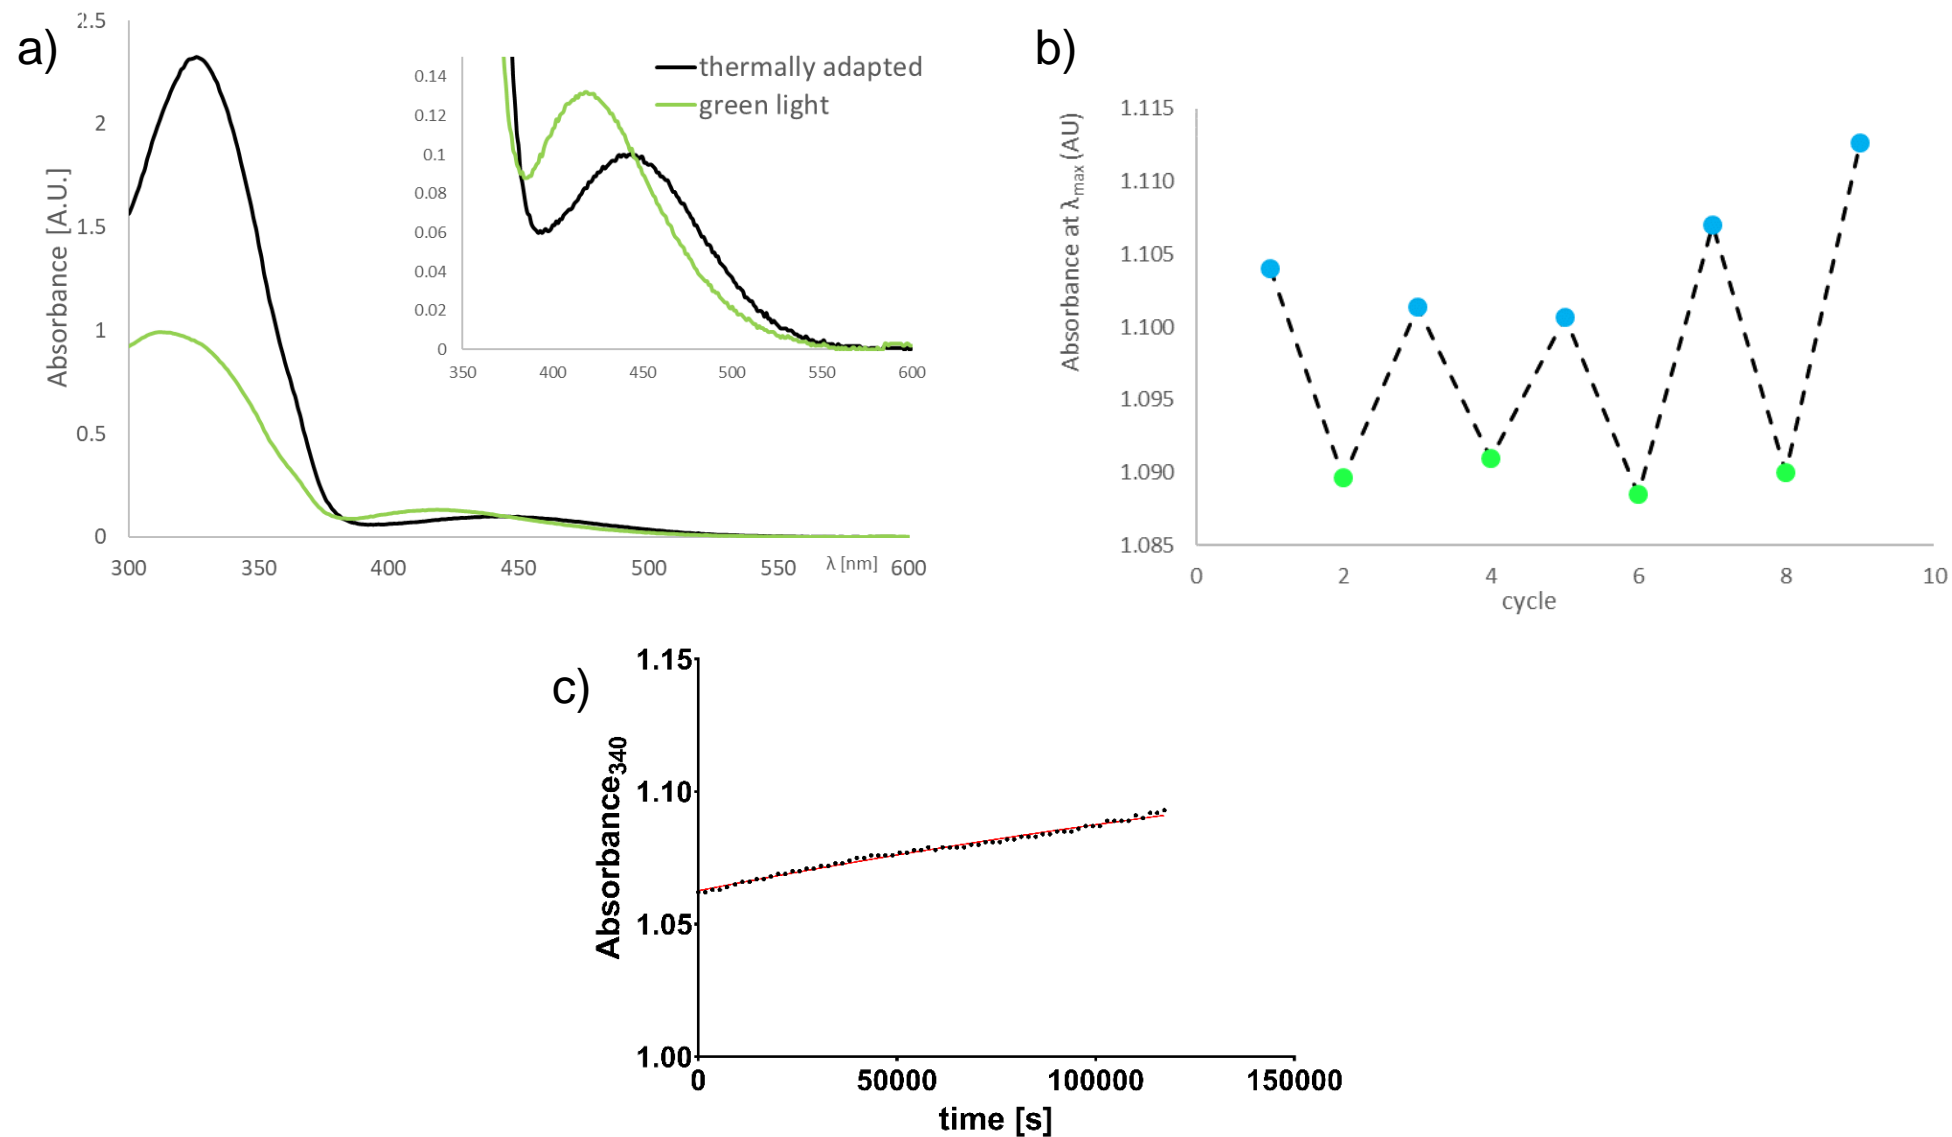 a)
Absorbance [A.U.]
2.5
2
1.5
1
0.5
0
300 350 400 450 500 550 λ [nm] 600
0.14
0.12
0.1
0.08
0.06
0.04
0.02
0
350 400 450 500 550 600
thermally adapted
green light
b)
Absorbance at λmax (AU)
1.115
1.110
1.105
1.100
1.095
1.090
1.085
0 2 4 6 8 10
cycle
c)
Absorbance340
1.15
1.10
1.05
1.00
0 50000 100000 150000
time [s]